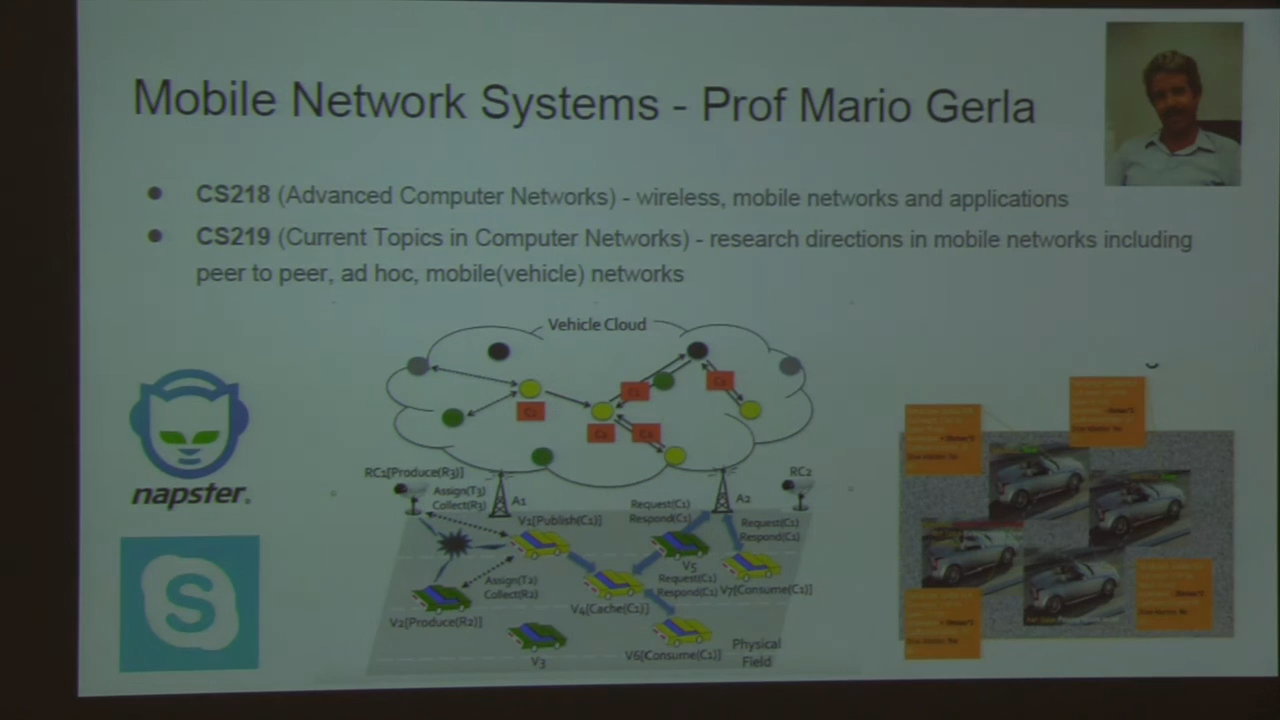 Mobile Network Systems - Prof Mario Gerla
● CS218 (Advanced Computer Networks) - wireless, mobile networks and applications
● CS219 (Current Topics in Computer Networks) - research directions in mobile networks including
peer to peer, ad hoc, mobile(vehicle) networks
Vehicle Cloud
napster.
S
RC1[Produce(R3)]
Assign(T3)
Collect(R3)
A1
V1[Publish(C1)]
Assign(T2)
Collect(R2)
V2[Produce(R2)]
V3
V4[Cache(C1)]
Request(C1)
Respond(C1)
V5
Request(C1)
Respond(C1)
V6[Consume(C1)]
A2
RC2
Request(C1)
Respond(C1)
V7[Consume(C1)]
Physical
Field